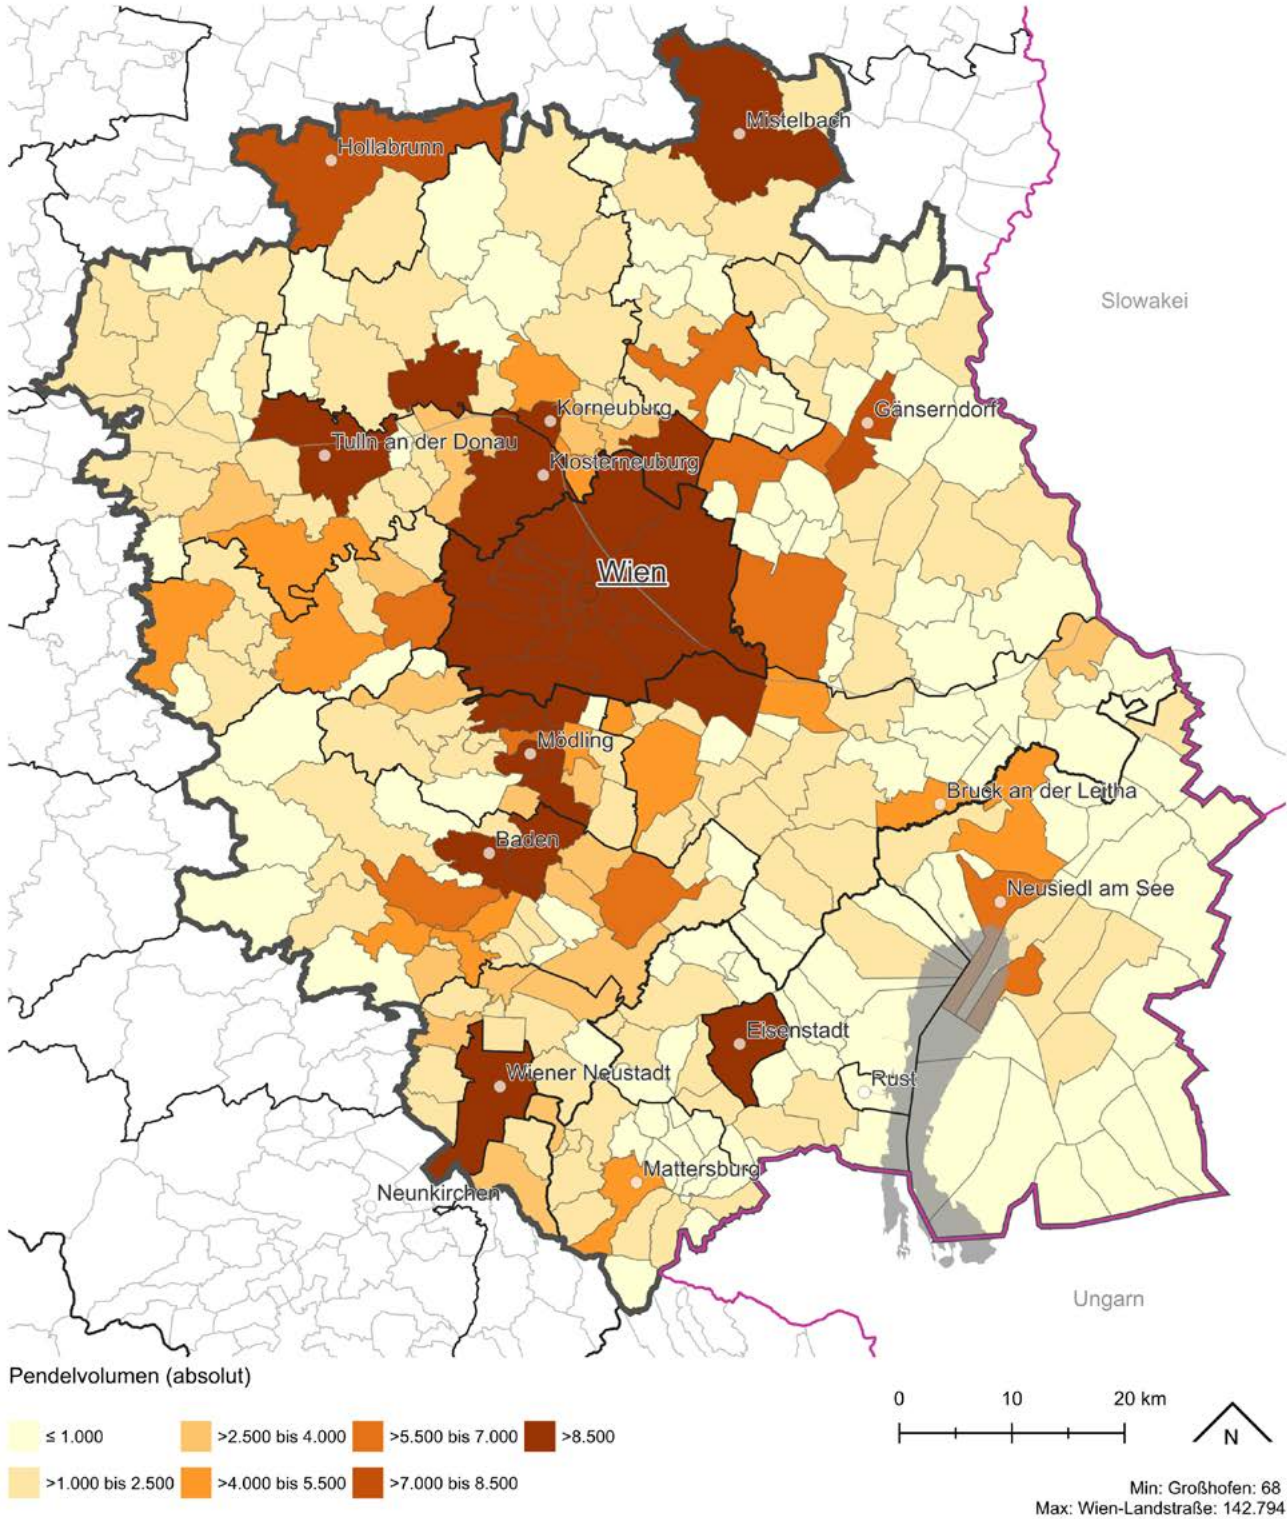 Mistelbach
Hollabrunn
Slowakei
Korneuburg
Gänserndorf
Tulln an der Donau
Klosterneuburg
Wien
Mödling
Bruck an der Leitha
Baden
Neusiedl am See
Eisenstadt
Wiener Neustadt
Rust
Mattersburg
Neunkirchen
Ungarn
Pendelvolumen (absolut)
≤ 1.000
>2.500 bis 4.000
>5.500 bis 7.000
>8.500
>1.000 bis 2.500
>4.000 bis 5.500
>7.000 bis 8.500
0 10 20 km
N
Min: Großhofen: 68
Max: Wien-Landstraße: 142.794